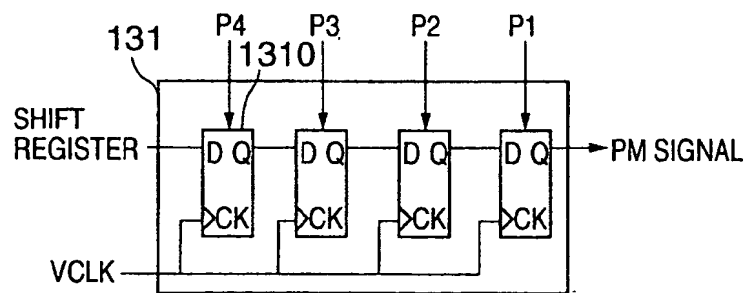 P4 P3 P2 P1
131 1310
SHIFT
REGISTER
D Q D Q D Q D Q
PM SIGNAL
CK CK CK CK
VCLK